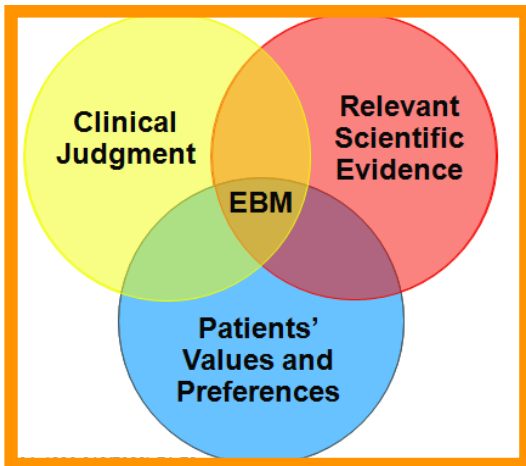 Clinical
Judgment
Relevant
Scientific
Evidence
EBM
Patients’
Values and
Preferences